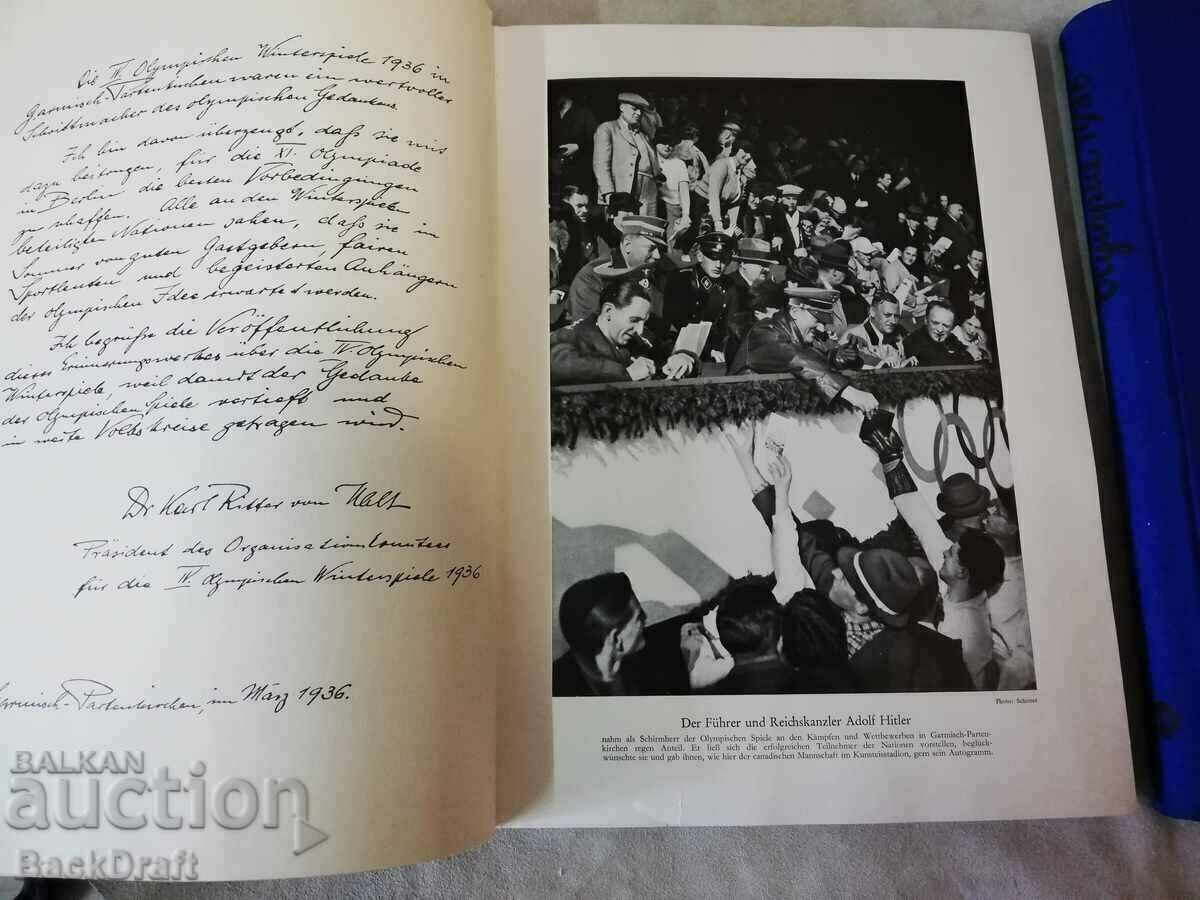 Die IV. Olympischen Winterspiele 1936 in
Garmisch-Partenkirchen waren ein wertvoller
Schrittmacher des olympischen Gedankens.
Ich bin davon überzeugt, daß sie mit
dazu beitrugen, für die XI. Olympiade
in Berlin die besten Vorbedingungen
zu schaffen. Alle an den Winterspielen
beteiligten Nationen sahen, daß sie im
Sommer von guten Gastgebern, fairen
Sportleuten und begeisterten Anhängern
der olympischen Idee erwartet werden.
Ich begrüße die Veröffentlichung
dieses Erinnerungswerkes über die IV. Olympischen
Winterspiele, weil damit der Gedanke
der Olympischen Spiele vertieft und
in weite Volkskreise getragen wird.
Dr Karl Ritter von Halt
Präsident des Organisationskomitees
für die IV. Olympischen Winterspiele 1936
Garmisch-Partenkirchen, im März 1936.
Photo: Schirner
Der Führer und Reichskanzler Adolf Hitler
nahm als Schirmherr der Olympischen Spiele an den Kämpfen und Wettbewerben in Garmisch-Parten-
kirchen regen Anteil. Er ließ sich die erfolgreichen Teilnehmer der Nationen vorstellen, beglück-
wünschte sie und gab ihnen, wie hier der canadischen Mannschaft im Kunsteisstadion, gern sein Autogramm.
BALKAN
auction
BackDraft